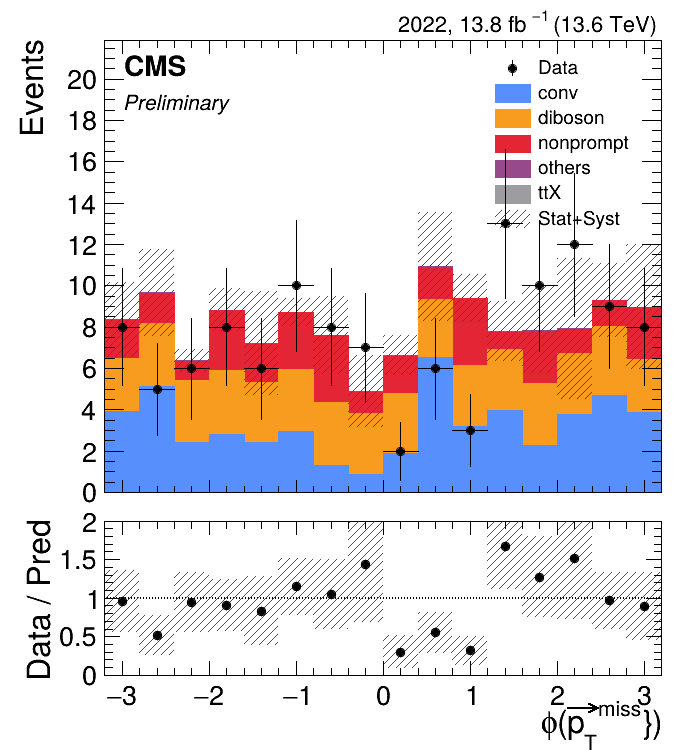 2022, 13.8 fb⁻¹ (13.6 TeV)
CMS
Preliminary
Data
conv
diboson
nonprompt
others
ttX
Stat+Syst
Events
20
18
16
14
12
10
8
6
4
2
0
Data / Pred
2
1.5
1
0.5
0
−3 −2 −1 0 1 2 3
ϕ(p⃗_T^miss})